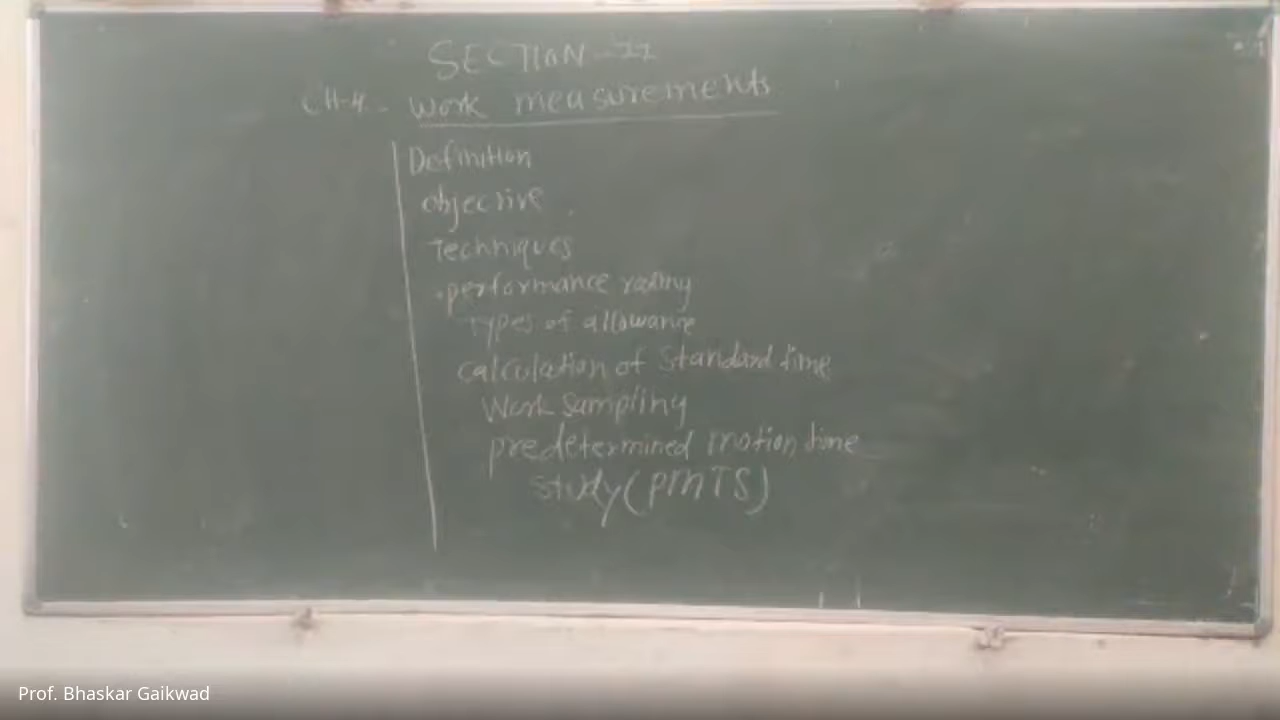 SECTION-II
CH-4- Work measurements
Definition
objective
Techniques
performance rating
Types of allowance
calculation of Standard time
Work sampling
predetermined motion time
study (PMTS)
Prof. Bhaskar Gaikwad